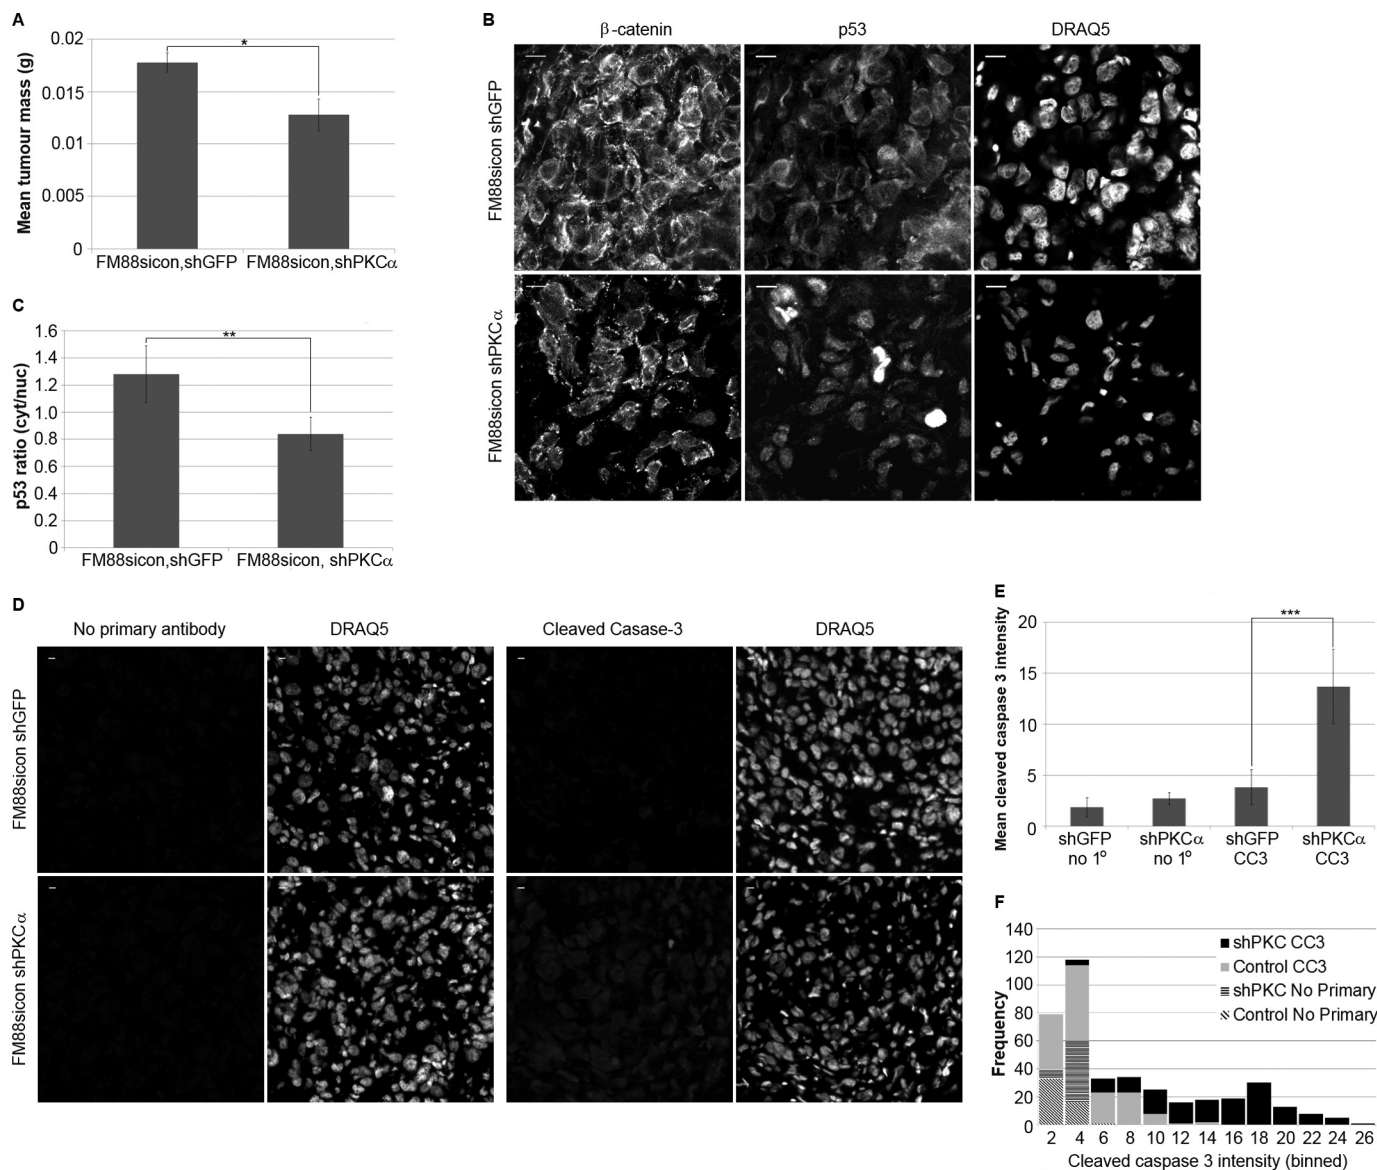 A
0.02
0.015
0.01
0.005
0
Mean tumour mass (g)
*
FM88sicon,shGFP
FM88sicon,shPKCα
B
β-catenin
p53
DRAQ5
FM88sicon shGFP
FM88sicon shPKCα
C
1.6
1.4
1.2
1.0
0.8
0.6
0.4
0.2
0
p53 ratio (cyt/nuc)
**
FM88sicon,shGFP
FM88sicon, shPKCα
D
No primary antibody
DRAQ5
Cleaved Casase-3
DRAQ5
FM88sicon shGFP
FM88sicon shPKCα
E
20
15
10
5
0
Mean cleaved caspase 3 intensity
***
shGFP
no 1º
shPKCα
no 1º
shGFP
CC3
shPKCα
CC3
F
140
120
100
80
60
40
20
0
Frequency
shPKC CC3
Control CC3
shPKC No Primary
Control No Primary
2 4 6 8 10 12 14 16 18 20 22 24 26
Cleaved caspase 3 intensity (binned)